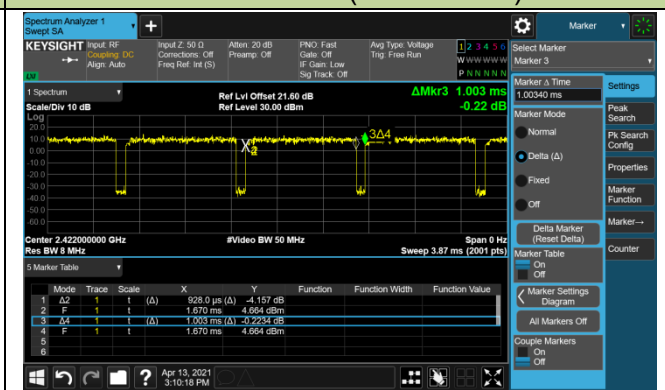 Spectrum Analyzer 1
Swept SA
+
Marker
KEYSIGHT
Input: RF
Coupling: DC
Align: Auto
Input Z: 50 Ω
Corrections: Off
Freq Ref: Int (S)
Atten: 20 dB
Preamp: Off
PNO: Fast
Gate: Off
IF Gain: Low
Sig Track: Off
Avg Type: Voltage
Trig: Free Run
1 2 3 4 5 6
W W W W W W
P N N N N N
LXI
Select Marker
Marker 3
1 Spectrum
Scale/Div 10 dB
Log
Ref Lvl Offset 21.60 dB
Ref Level 30.00 dBm
ΔMkr3 1.003 ms
-0.22 dB
20.0
10.0
0.00
-10.0
-20.0
-30.0
-40.0
-50.0
-60.0
X2
3Δ4
Center 2.422000000 GHz
Res BW 8 MHz
#Video BW 50 MHz
Span 0 Hz
Sweep 3.87 ms (2001 pts)
5 Marker Table
Mode Trace Scale X Y Function Function Width Function Value
1 Δ2 1 t (Δ) 928.0 µs (Δ) -4.157 dB
2 F 1 t 1.670 ms 4.664 dBm
3 Δ4 1 t (Δ) 1.003 ms (Δ) -0.2234 dB
4 F 1 t 1.670 ms 4.664 dBm
5
6
Marker Δ Time
1.00340 ms
Marker Mode
Normal
Delta (Δ)
Fixed
Off
Delta Marker
(Reset Delta)
Marker Table
On
Off
Marker Settings
Diagram
All Markers Off
Couple Markers
On
Off
Settings
Peak
Search
Pk Search
Config
Properties
Marker
Function
Marker→
Counter
?
Apr 13, 2021
3:10:18 PM